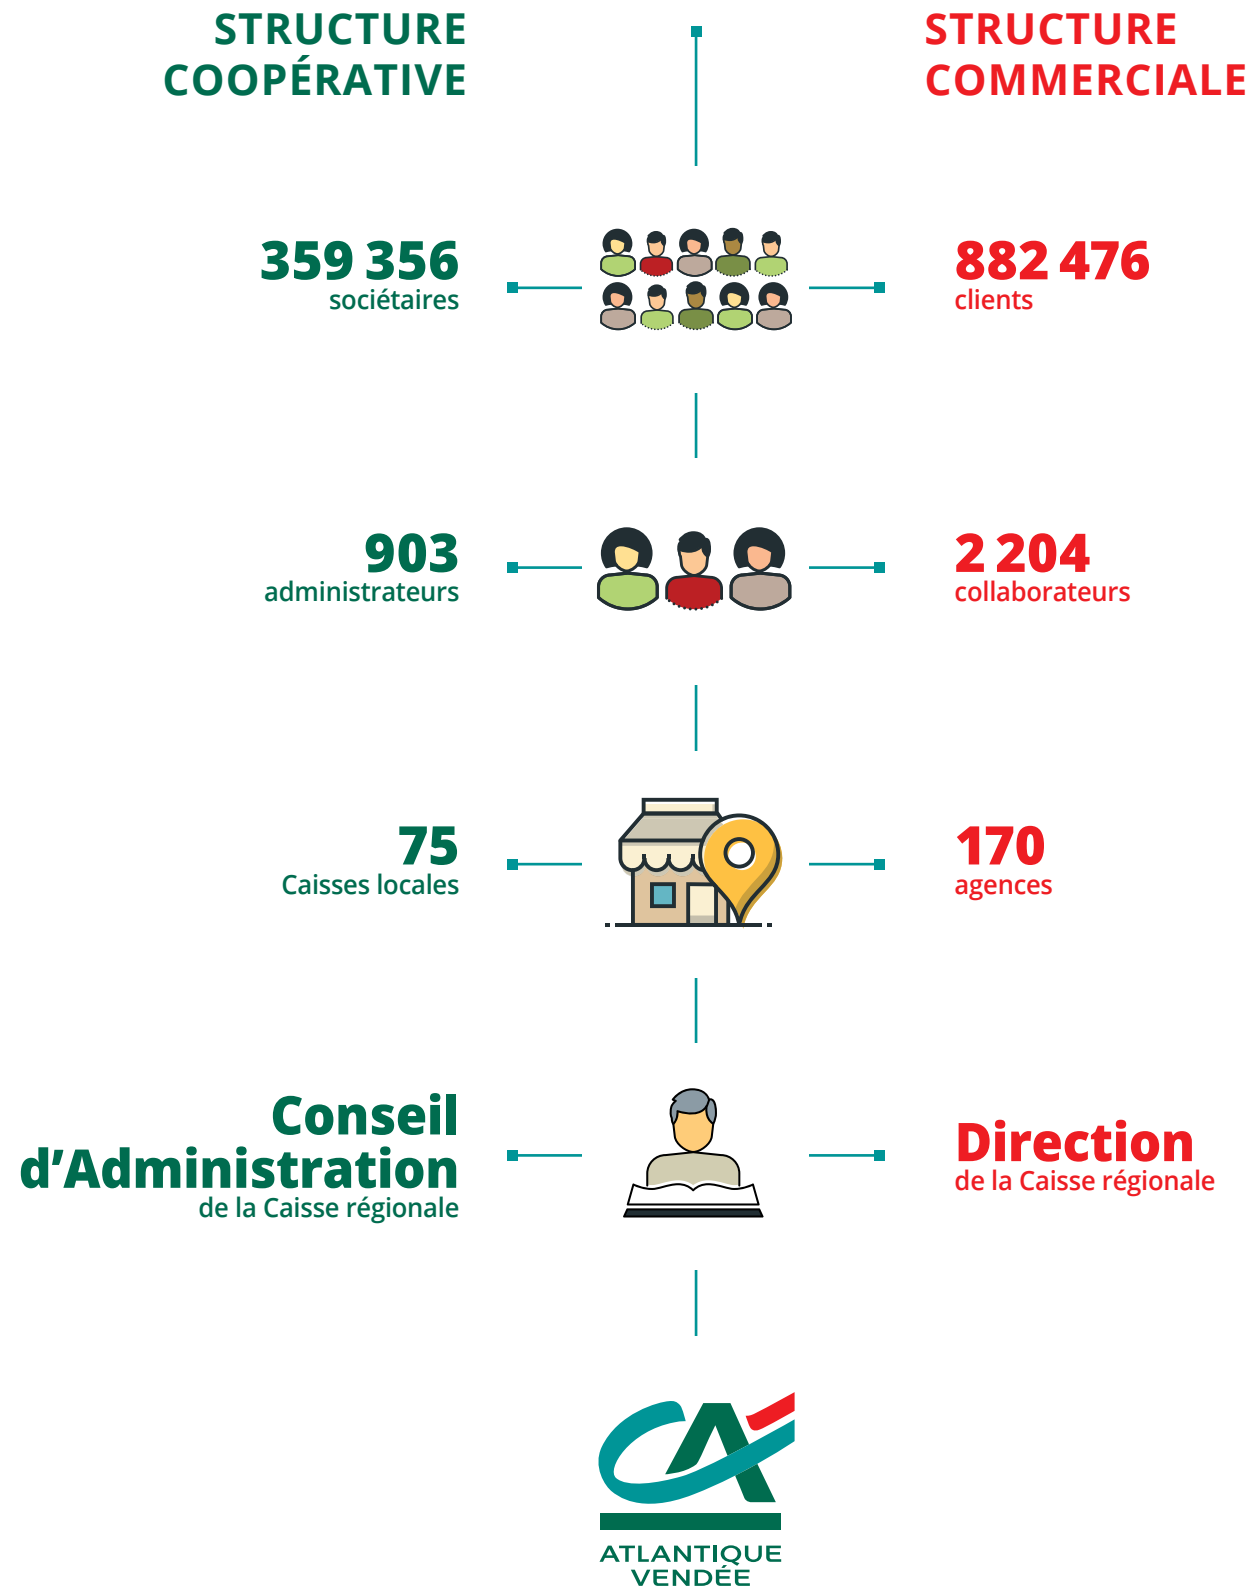 STRUCTURE
COOPÉRATIVE
STRUCTURE
COMMERCIALE
359 356
sociétaires
882 476
clients
903
administrateurs
2 204
collaborateurs
75
Caisses locales
170
agences
Conseil
d’Administration
de la Caisse régionale
Direction
de la Caisse régionale
CA
ATLANTIQUE
VENDÉE